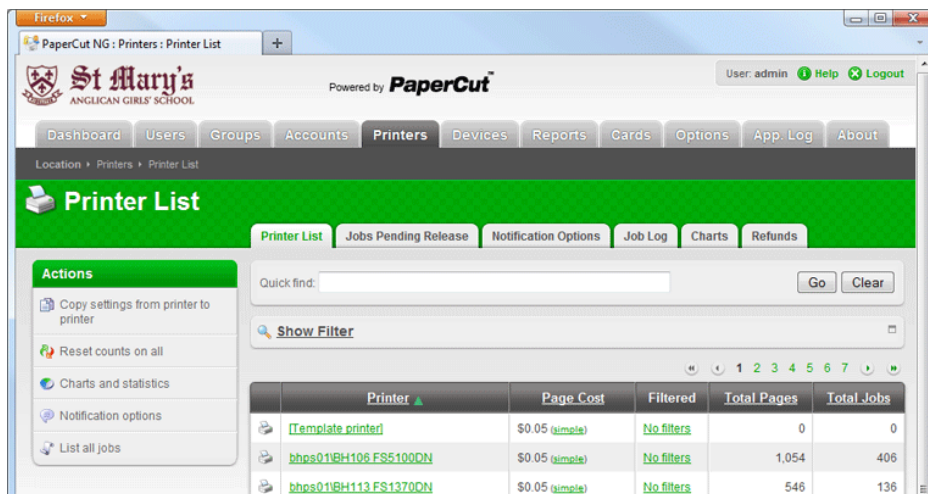 Firefox
PaperCut NG : Printers : Printer List
St Mary's
ANGLICAN GIRLS' SCHOOL
Powered by PaperCut™
User: admin Help Logout
Dashboard Users Groups Accounts Printers Devices Reports Cards Options App. Log About
Location Printers Printer List
Printer List
Printer List Jobs Pending Release Notification Options Job Log Charts Refunds
Actions
Copy settings from printer to
printer
Reset counts on all
Charts and statistics
Notification options
List all jobs
Quick find: Go Clear
Show Filter
1 2 3 4 5 6 7
Printer Page Cost Filtered Total Pages Total Jobs
[Template printer] $0.05 (simple) No filters 0 0
bhps01\BH106 FS5100DN $0.05 (simple) No filters 1,054 406
bhps01\BH113 FS1370DN $0.05 (simple) No filters 546 136